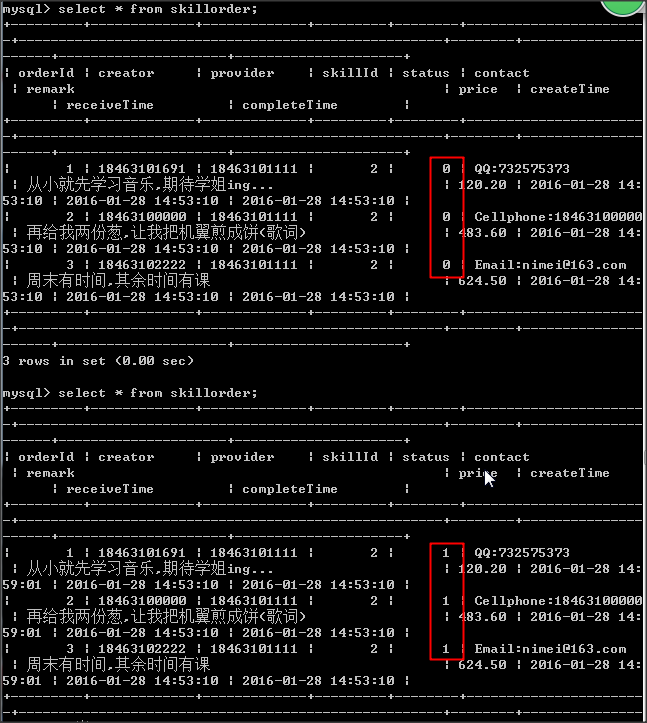 mysql> select * from skillorder;
| orderId | creator | provider | skillId | status | contact
| remark | price | createTime
| receiveTime | completeTime |
| 1 | 18463101691 | 18463101111 | 2 | 0 | QQ:732575373
| 从小就先学习音乐,期待学姐ing... | 120.20 | 2016-01-28 14:
53:10 | 2016-01-28 14:53:10 | 2016-01-28 14:53:10 |
| 2 | 18463100000 | 18463101111 | 2 | 0 | Cellphone:18463100000
| 再给我两份葱,让我把机翼煎成饼(歌词) | 483.60 | 2016-01-28 14:
53:10 | 2016-01-28 14:53:10 | 2016-01-28 14:53:10 |
| 3 | 18463102222 | 18463101111 | 2 | 0 | Email:nimei@163.com
| 周末有时间,其余时间有课 | 624.50 | 2016-01-28 14:
53:10 | 2016-01-28 14:53:10 | 2016-01-28 14:53:10 |
3 rows in set (0.00 sec)
mysql> select * from skillorder;
| orderId | creator | provider | skillId | status | contact
| remark | price | createTime
| receiveTime | completeTime |
| 1 | 18463101691 | 18463101111 | 2 | 1 | QQ:732575373
| 从小就先学习音乐,期待学姐ing... | 120.20 | 2016-01-28 14:
59:01 | 2016-01-28 14:53:10 | 2016-01-28 14:53:10 |
| 2 | 18463100000 | 18463101111 | 2 | 1 | Cellphone:18463100000
| 再给我两份葱,让我把机翼煎成饼(歌词) | 483.60 | 2016-01-28 14:
59:01 | 2016-01-28 14:53:10 | 2016-01-28 14:53:10 |
| 3 | 18463102222 | 18463101111 | 2 | 1 | Email:nimei@163.com
| 周末有时间,其余时间有课 | 624.50 | 2016-01-28 14:
59:01 | 2016-01-28 14:53:10 | 2016-01-28 14:53:10 |